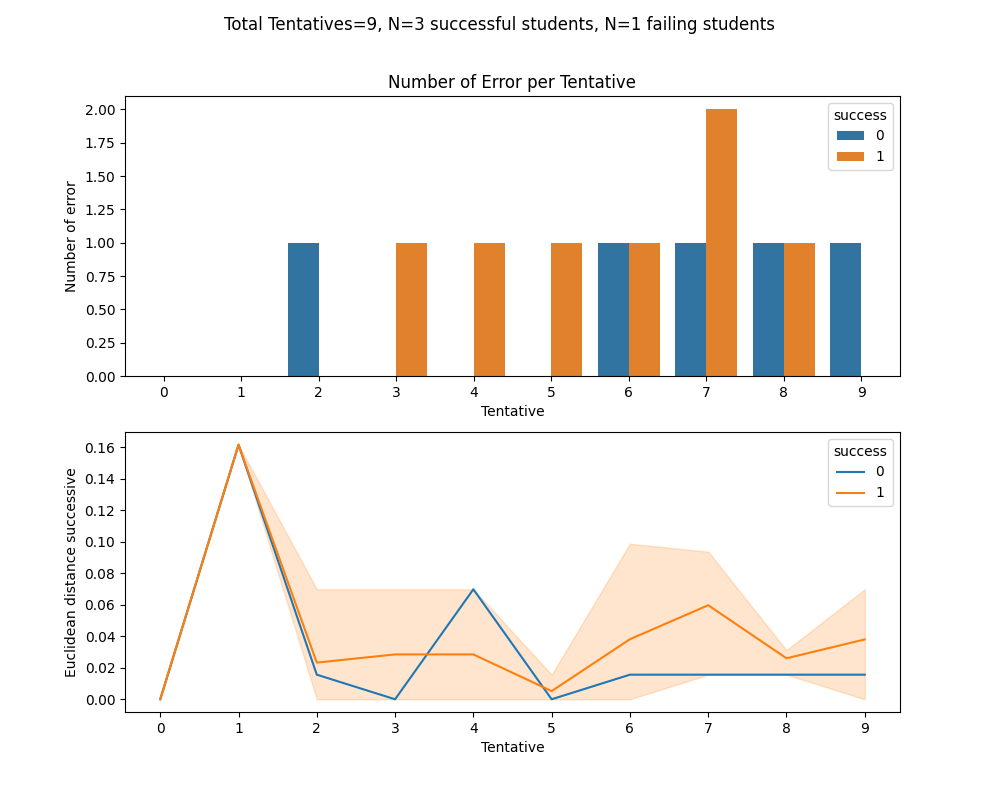 Total Tentatives=9, N=3 successful students, N=1 failing students
Number of Error per Tentative
2.00
1.75
1.50
1.25
1.00
0.75
0.50
0.25
0.00
Number of error
success
0
1
0 1 2 3 4 5 6 7 8 9
Tentative
0.16
0.14
0.12
0.10
0.08
0.06
0.04
0.02
0.00
Euclidean distance successive
success
0
1
0 1 2 3 4 5 6 7 8 9
Tentative